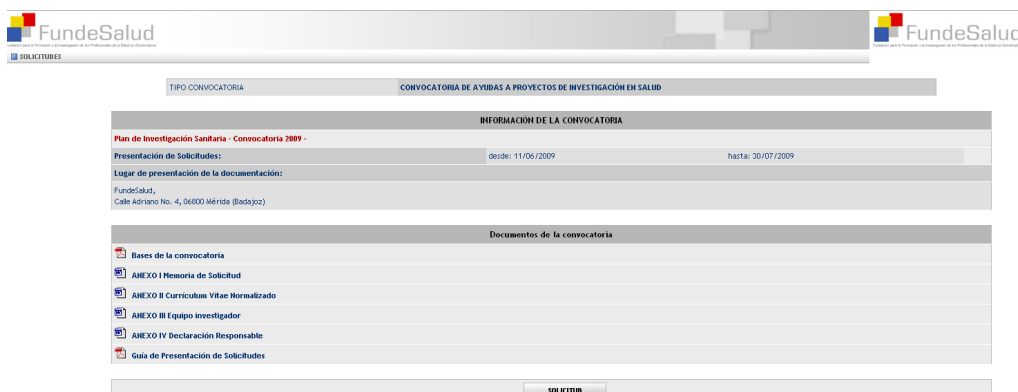 FundeSalud
FundeSalud
SOLICITUDES
TIPO CONVOCATORIA CONVOCATORIA DE AYUDAS A PROYECTOS DE INVESTIGACIÓN EN SALUD
INFORMACIÓN DE LA CONVOCATORIA
Plan de Investigación Sanitaria - Convocatoria 2009 -
Presentación de Solicitudes: desde: 11/06/2009 hasta: 30/07/2009
Lugar de presentación de la documentación:
FundeSalud,
Calle Adriano No. 4, 06800 Mérida (Badajoz)
Documentos de la convocatoria
Bases de la convocatoria
ANEXO I Memoria de Solicitud
ANEXO II Currículum Vitae Normalizado
ANEXO III Equipo investigador
ANEXO IV Declaración Responsable
Guía de Presentación de Solicitudes
SOLICITUD